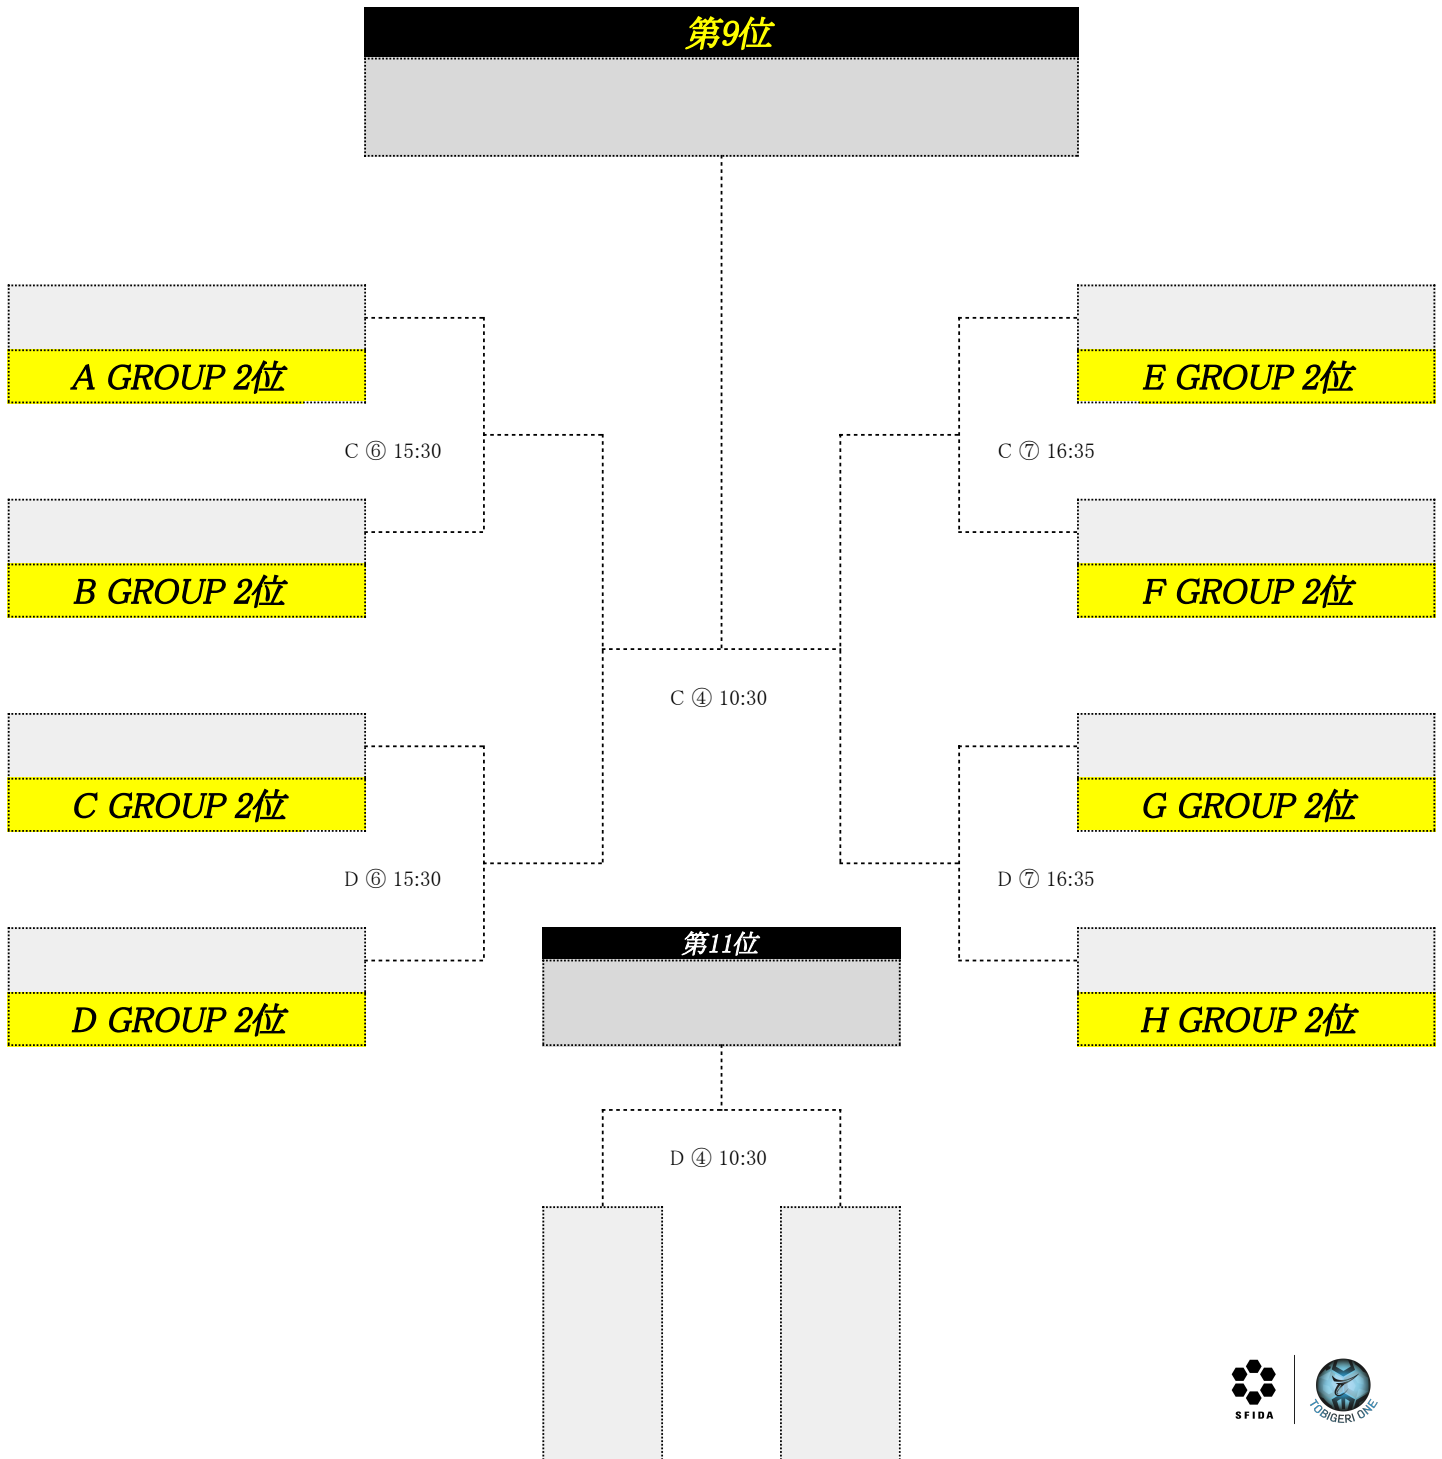 第9位
A GROUP 2位
E GROUP 2位
C ⑥ 15:30
C ⑦ 16:35
B GROUP 2位
F GROUP 2位
C ④ 10:30
C GROUP 2位
G GROUP 2位
D ⑥ 15:30
D ⑦ 16:35
第11位
D GROUP 2位
H GROUP 2位
D ④ 10:30
SFIDA
TOBIGERI ONE